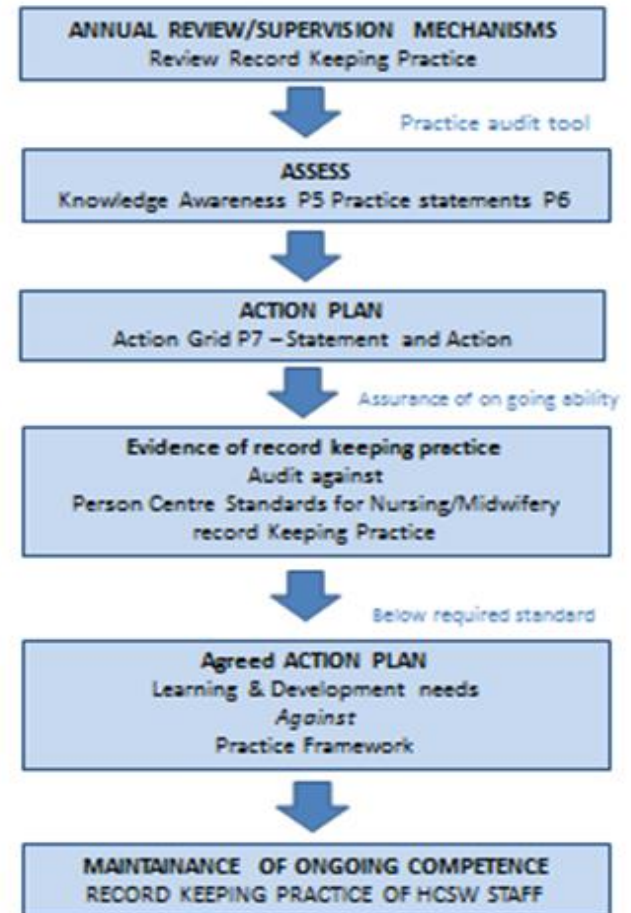 ANNUAL REVIEW/SUPERVISION MECHANISMS
Review Record Keeping Practice
Practice audit tool
ASSESS
Knowledge Awareness P5 Practice statements P6
ACTION PLAN
Action Grid P7 – Statement and Action
Assurance of on going ability
Evidence of record keeping practice
Audit against
Person Centre Standards for Nursing/Midwifery
record Keeping Practice
Below required standard
Agreed ACTION PLAN
Learning & Development needs
Against
Practice Framework
MAINTAINANCE OF ONGOING COMPETENCE
RECORD KEEPING PRACTICE OF HCSW STAFF